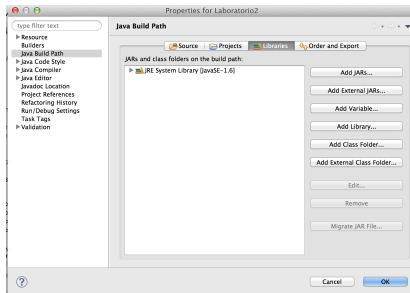 Properties for Laboratorio2
type filter text
Resource
Builders
Java Build Path
Java Code Style
Java Compiler
Java Editor
Javadoc Location
Project References
Refactoring History
Run/Debug Settings
Task Tags
Validation
Java Build Path
Source
Projects
Libraries
Order and Export
JARs and class folders on the build path:
JRE System Library [JavaSE-1.6]
Add JARs...
Add External JARs...
Add Variable...
Add Library...
Add Class Folder...
Add External Class Folder...
Edit...
Remove
Migrate JAR File...
?
Cancel
OK